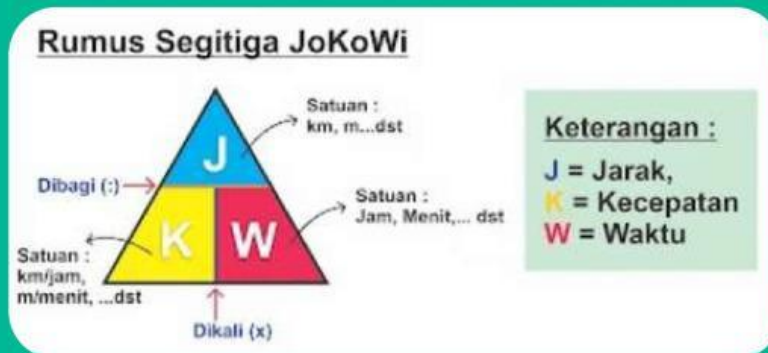 Rumus Segitiga JoKoWi
Satuan :
km, m...dst
J
Dibagi (:)
K
W
Satuan :
Jam, Menit,... dst
Satuan :
km/jam,
m/menit, ...dst
Dikali (x)
Keterangan :
J = Jarak,
K = Kecepatan
W = Waktu